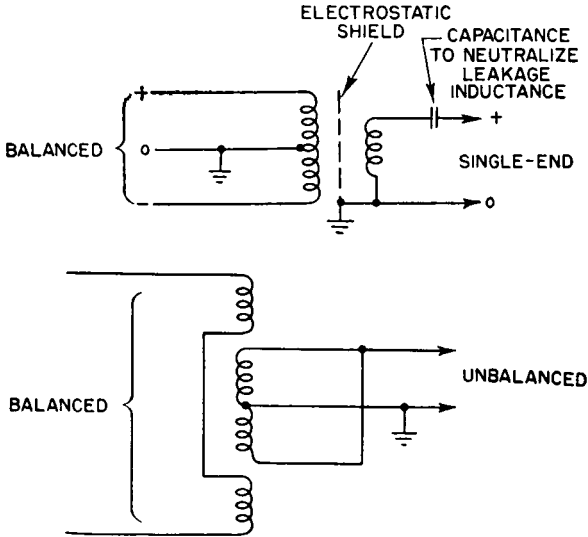 ELECTROSTATIC
SHIELD
CAPACITANCE
TO NEUTRALIZE
LEAKAGE
INDUCTANCE
+
+
BALANCED
O
SINGLE-END
−
O
BALANCED
UNBALANCED